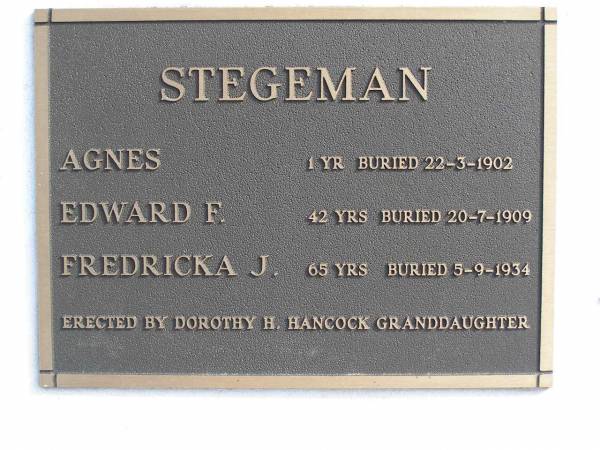 STEGEMAN
AGNES 1 YR BURIED 22-3-1902
EDWARD F. 42 YRS BURIED 20-7-1909
FREDRICKA J. 65 YRS BURIED 5-9-1934
ERECTED BY DOROTHY H. HANCOCK GRANDDAUGHTER